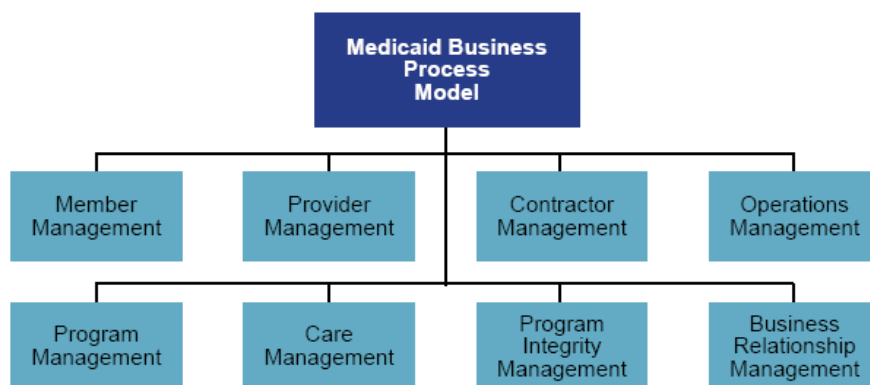 Medicaid Business
Process
Model
Member
Management
Provider
Management
Contractor
Management
Operations
Management
Program
Management
Care
Management
Program
Integrity
Management
Business
Relationship
Management